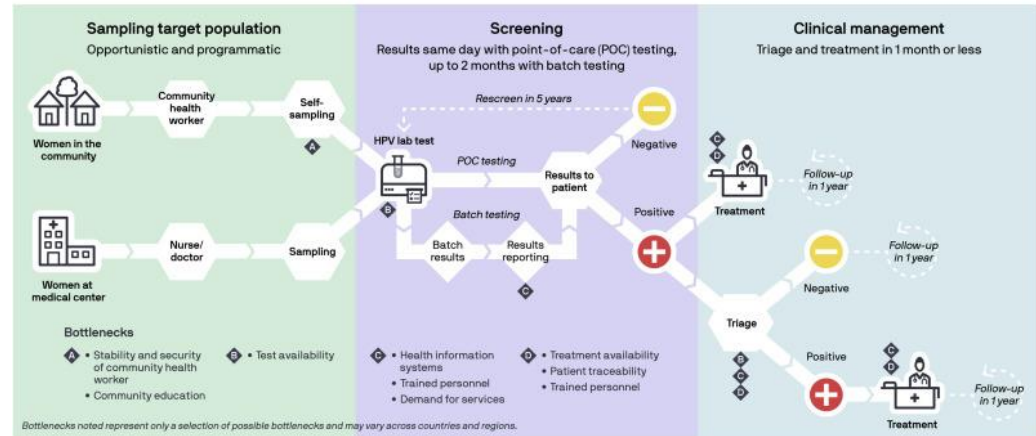 Sampling target population
Opportunistic and programmatic
Women in the
community
Community
health
worker
Self-
sampling
A
Women at
medical center
Nurse/
doctor
Sampling
Screening
Results same day with point-of-care (POC) testing,
up to 2 months with batch testing
Rescreen in 5 years
HPV lab test
B
POC testing
Batch testing
Batch
results
Results
reporting
C
Results to
patient
Negative
Positive
Clinical management
Triage and treatment in 1 month or less
C
D
Treatment
Follow-up
in 1 year
Triage
B
C
D
Negative
Follow-up
in 1 year
Positive
C
D
Treatment
Follow-up
in 1 year
Bottlenecks
A • Stability and security
of community health
worker
• Community education
B • Test availability
C • Health information
systems
• Trained personnel
• Demand for services
D • Treatment availability
• Patient traceability
• Trained personnel
Bottlenecks noted represent only a selection of possible bottlenecks and may vary across countries and regions.